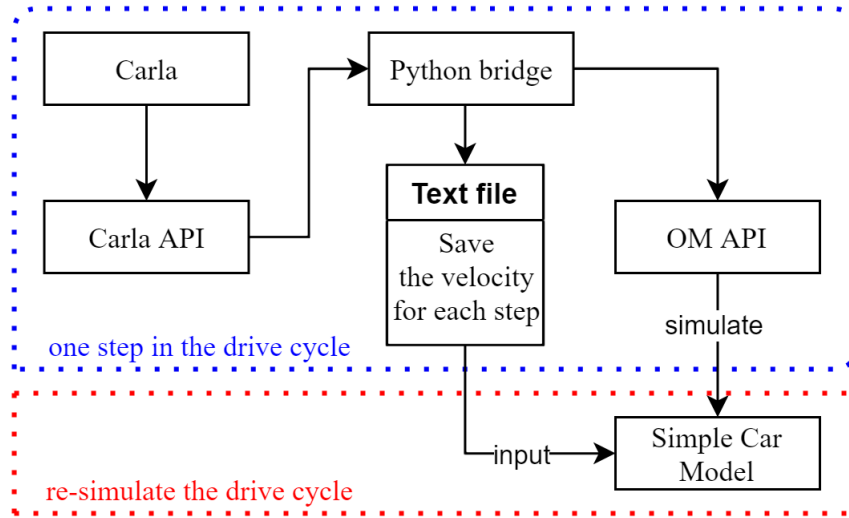 Carla
Python bridge
Carla API
Text file
Save
the velocity
for each step
OM API
simulate
one step in the drive cycle
input
Simple Car
Model
re-simulate the drive cycle